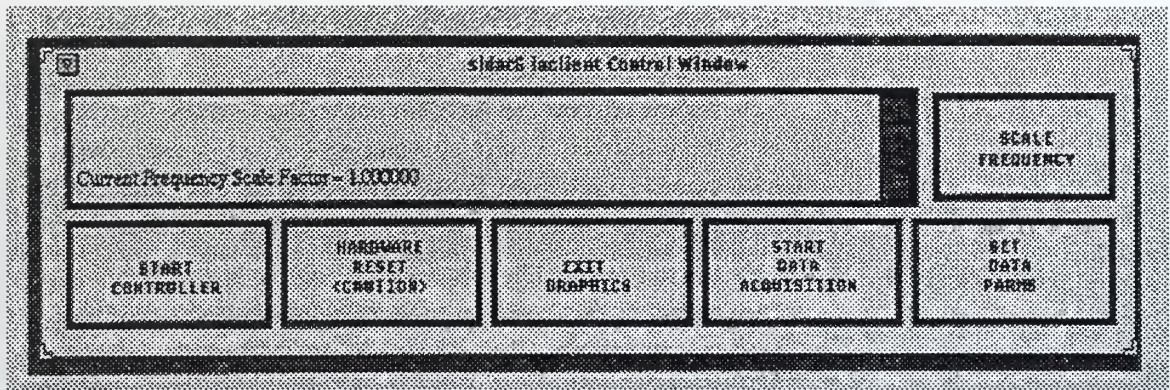 Control Window
Current Frequency Scale Factor = 1.000000
SCALE
FREQUENCY
START
CONTROLLER
HARDWARE
RESET
(CAUTION)
EXIT
GRAPHICS
START
DATA
ACQUISITION
SET
DATA
PARMS